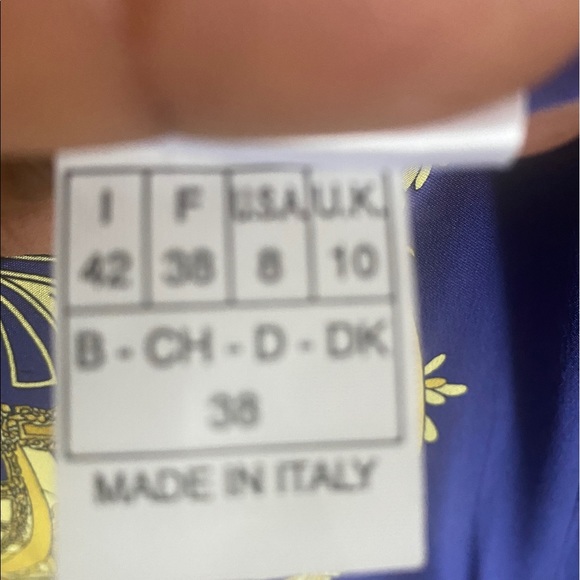 I F U.S.A. U.K.
42 38 8 10
B - CH - D - DK
38
MADE IN ITALY